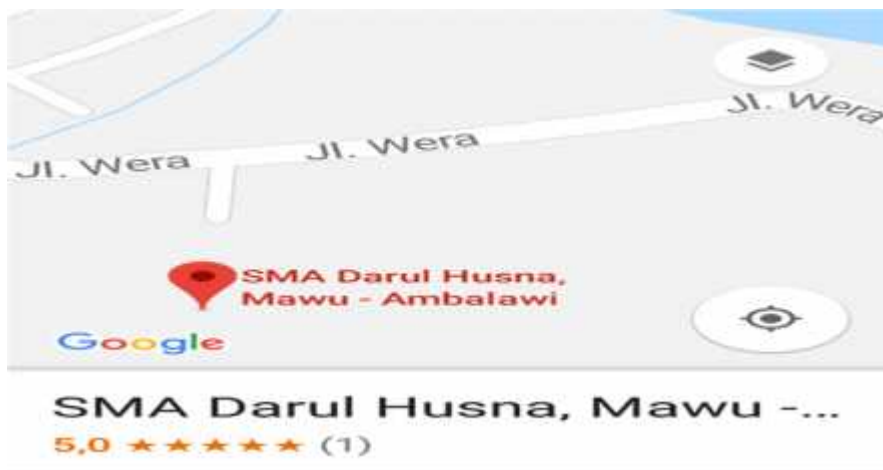 Jl. Wera
Jl. Wera
Jl. Wera
SMA Darul Husna,
Mawu - Ambalawi
Google
SMA Darul Husna, Mawu -...
5,0 ★★★★★ (1)